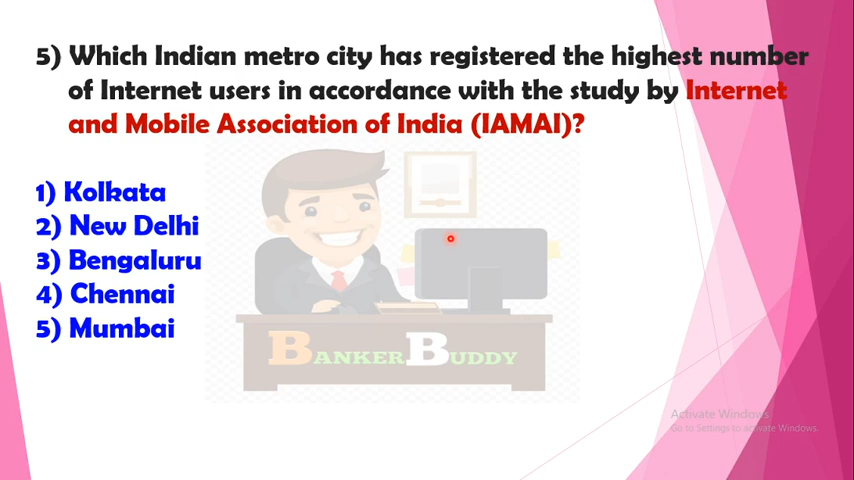 5) Which Indian metro city has registered the highest number
of Internet users in accordance with the study by Internet
and Mobile Association of India (IAMAI)?
1) Kolkata
2) New Delhi
3) Bengaluru
4) Chennai
5) Mumbai
BANKERBUDDY
Activate Windows
Go to Settings to activate Windows.